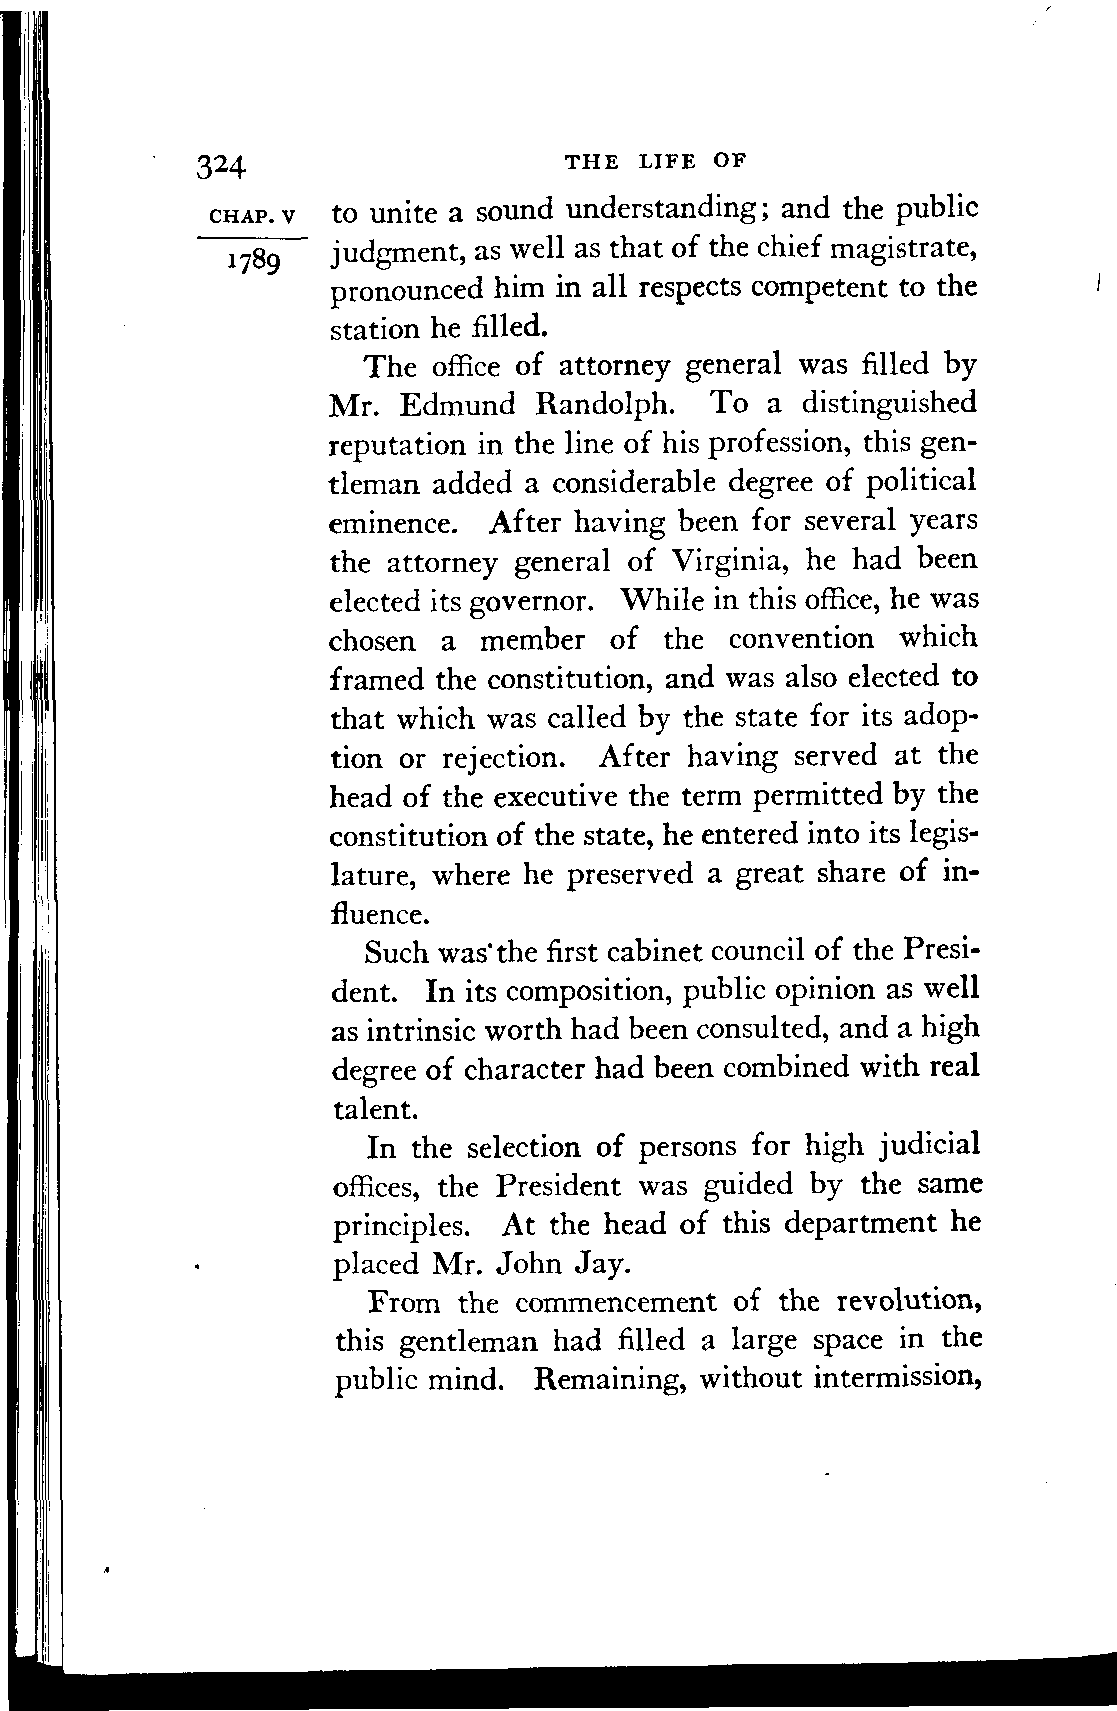 324 THE LIFE OF
CHAP. V
1789
to unite a sound understanding; and the public
judgment, as well as that of the chief magistrate,
pronounced him in all respects competent to the
station he filled.
The office of attorney general was filled by
Mr. Edmund Randolph. To a distinguished
reputation in the line of his profession, this gen-
tleman added a considerable degree of political
eminence. After having been for several years
the attorney general of Virginia, he had been
elected its governor. While in this office, he was
chosen a member of the convention which
framed the constitution, and was also elected to
that which was called by the state for its adop-
tion or rejection. After having served at the
head of the executive the term permitted by the
constitution of the state, he entered into its legis-
lature, where he preserved a great share of in-
fluence.
Such was the first cabinet council of the Presi-
dent. In its composition, public opinion as well
as intrinsic worth had been consulted, and a high
degree of character had been combined with real
talent.
In the selection of persons for high judicial
offices, the President was guided by the same
principles. At the head of this department he
placed Mr. John Jay.
From the commencement of the revolution,
this gentleman had filled a large space in the
public mind. Remaining, without intermission,